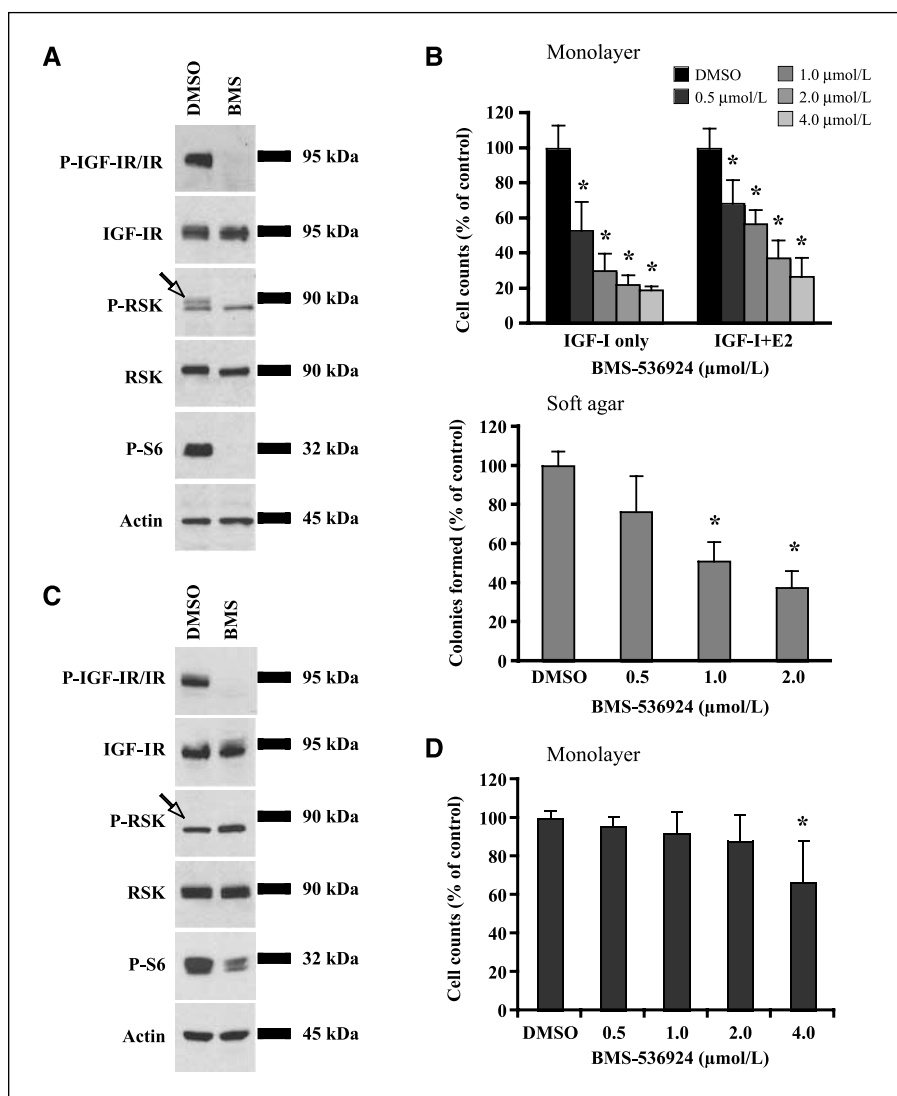 A
DMSO
BMS
P-IGF-IR/IR
95 kDa
IGF-IR
95 kDa
P-RSK
90 kDa
RSK
90 kDa
P-S6
32 kDa
Actin
45 kDa
B
Monolayer
DMSO
0.5 µmol/L
1.0 µmol/L
2.0 µmol/L
4.0 µmol/L
Cell counts (% of control)
120
100
80
60
40
20
0
* * * *
* * * *
IGF-I only
IGF-I+E2
BMS-536924 (µmol/L)
Soft agar
Colonies formed (% of control)
120
100
80
60
40
20
0
* *
DMSO 0.5 1.0 2.0
BMS-536924 (µmol/L)
C
DMSO
BMS
P-IGF-IR/IR
95 kDa
IGF-IR
95 kDa
P-RSK
90 kDa
RSK
90 kDa
P-S6
32 kDa
Actin
45 kDa
D
Monolayer
Cell counts (% of control)
120
100
80
60
40
20
0
*
DMSO 0.5 1.0 2.0 4.0
BMS-536924 (µmol/L)